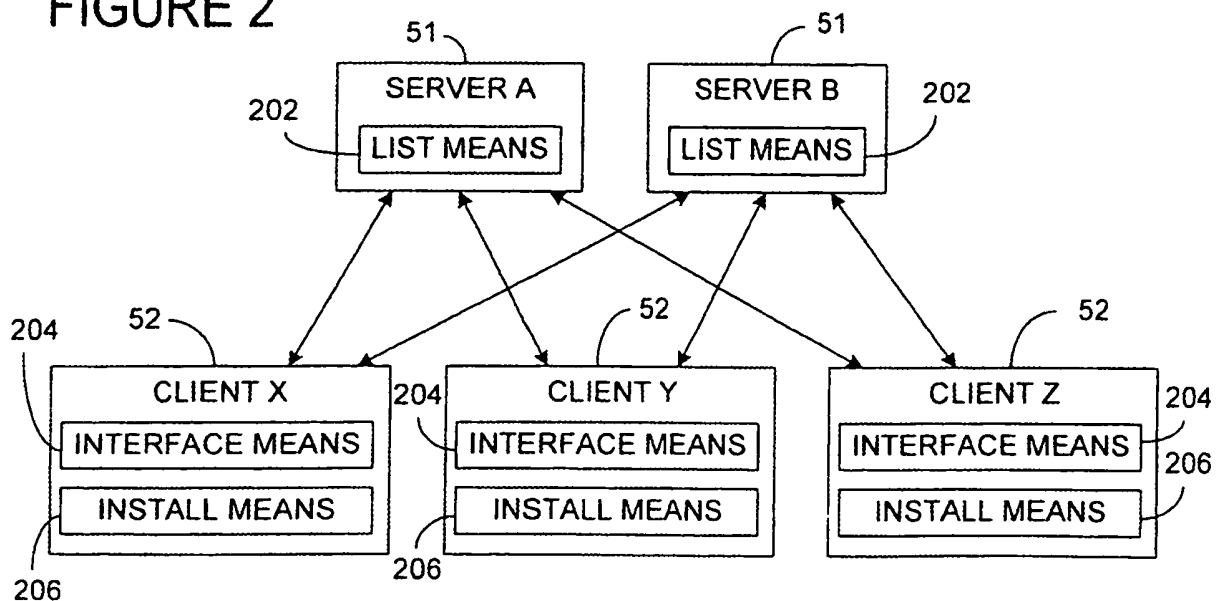 FIGURE 2
51
51
SERVER A
SERVER B
202
202
LIST MEANS
LIST MEANS
52
52
52
204
CLIENT X
CLIENT Y
CLIENT Z
204
204
INTERFACE MEANS
INTERFACE MEANS
INTERFACE MEANS
206
INSTALL MEANS
INSTALL MEANS
INSTALL MEANS
206
206